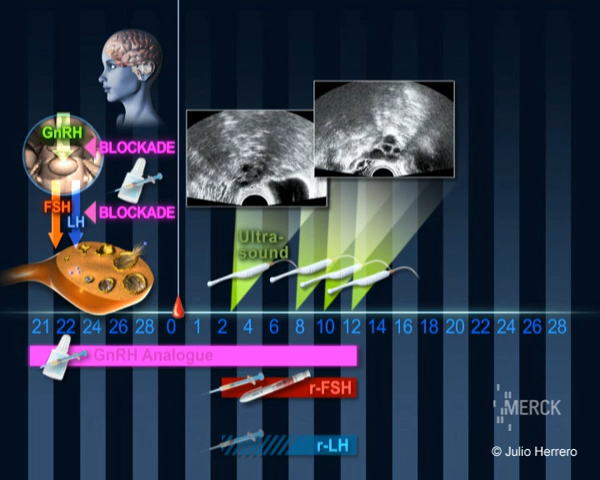 GnRH
BLOCKADE
FSH
LH
BLOCKADE
Ultra-
sound
21 22 24 26 28 0 1 2 4 6 8 10 12 14 16 18 20 22 24 26 28
GnRH Analogue
r-FSH
r-LH
MERCK
© Julio Herrero